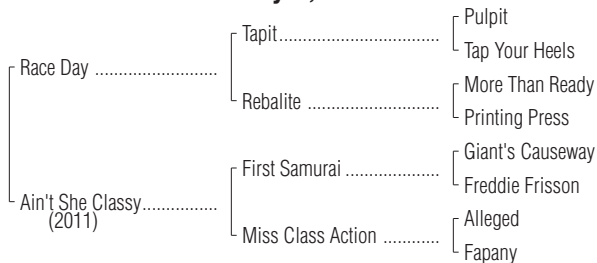 Pulpit
Tapit
Tap Your Heels
Race Day
More Than Ready
Rebalite
Printing Press
Giant's Causeway
First Samurai
Freddie Frisson
Ain't She Classy
(2011)
Alleged
Miss Class Action
Fapany